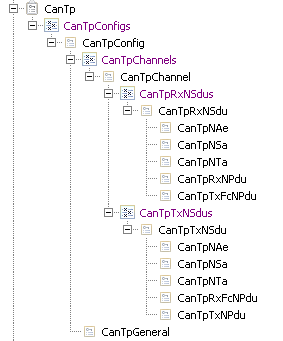 CanTp
CanTpConfigs
CanTpConfig
CanTpChannels
CanTpChannel
CanTpRxNSdus
CanTpRxNSdu
CanTpNAe
CanTpNSa
CanTpNTa
CanTpRxNPdu
CanTpTxFcNPdu
CanTpTxNSdus
CanTpTxNSdu
CanTpNAe
CanTpNSa
CanTpNTa
CanTpRxFcNPdu
CanTpTxNPdu
CanTpGeneral